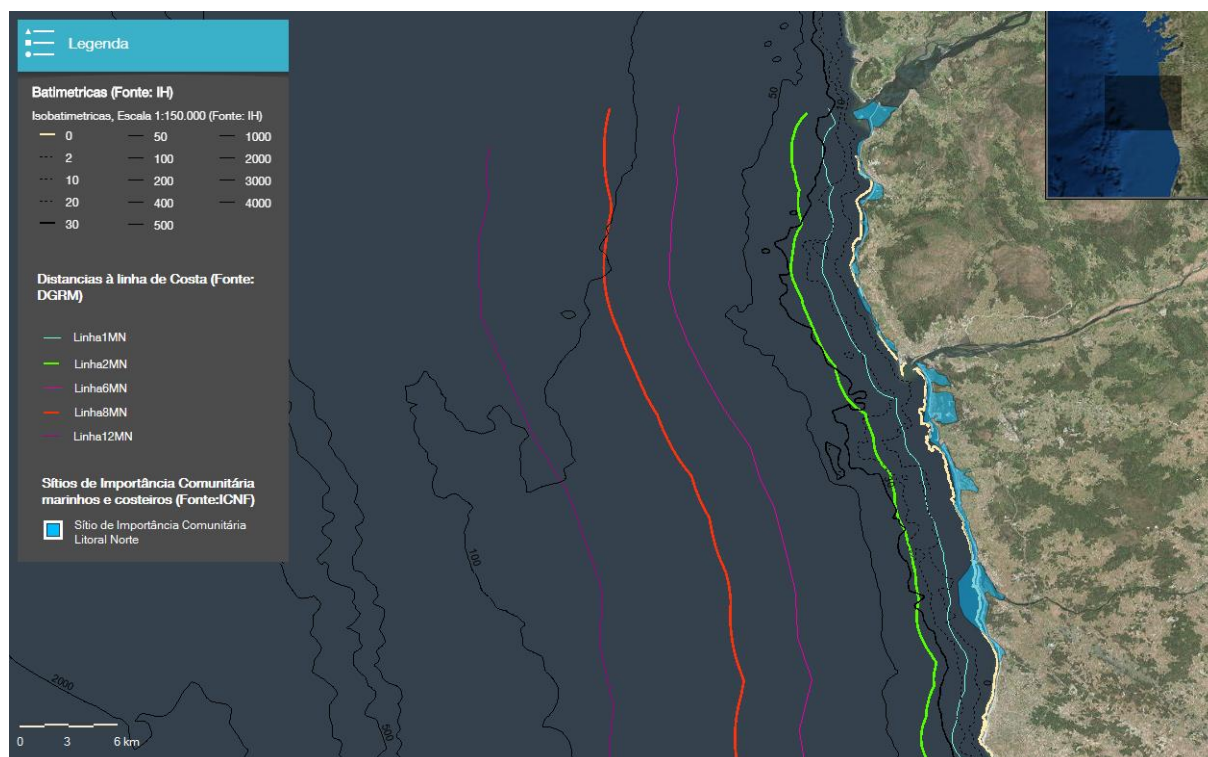 Legenda
Batimetricas (Fonte: IH)
Isobatimetricas, Escala 1:150.000 (Fonte: IH)
0 50 1000
2 100 2000
10 200 3000
20 400 4000
30 500
Distancias à linha de Costa (Fonte:
DGRM)
Linha1MN
Linha2MN
Linha6MN
Linha8MN
Linha12MN
Sítios de Importância Comunitária
marinhos e costeiros (Fonte:ICNF)
Sítio de Importância Comunitária
Litoral Norte
50
100
2000
500
0
0 3 6 km